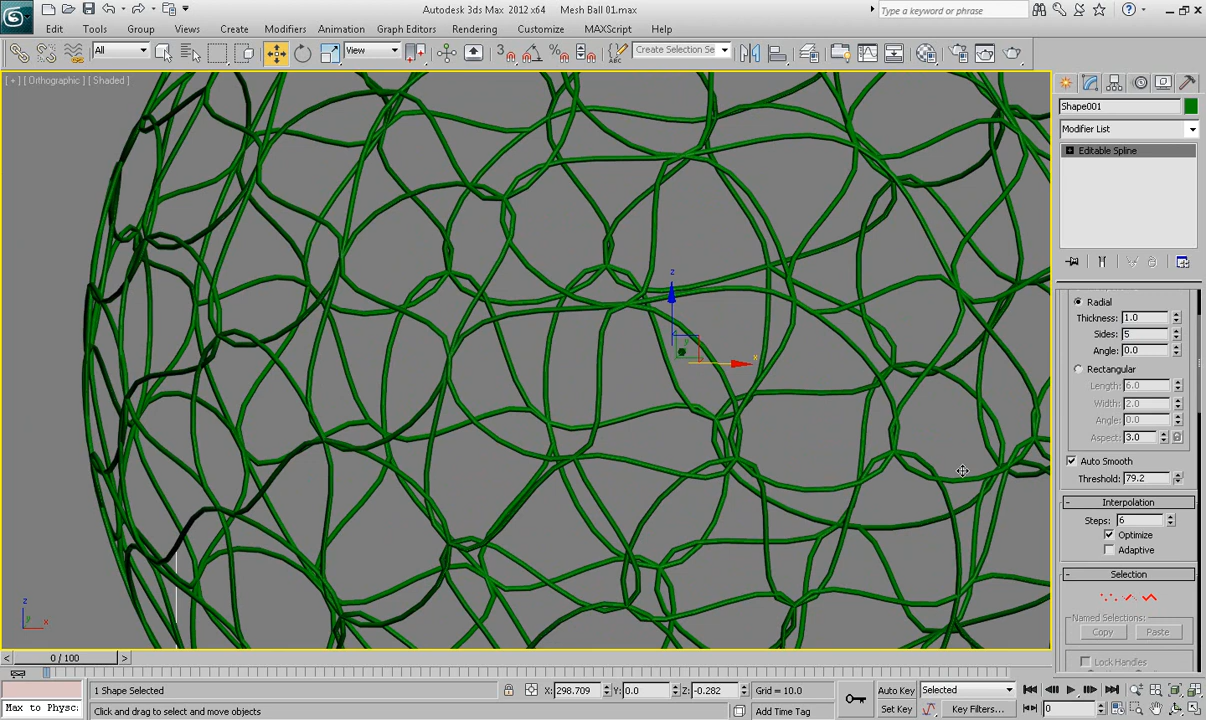 Autodesk 3ds Max 2012 x64 Mesh Ball 01.max
Type a keyword or phrase
Edit Tools Group Views Create Modifiers Animation Graph Editors Rendering Customize MAXScript Help
All View Create Selection Se
[ + ] [ Orthographic ] [ Shaded ]
Shape001
Modifier List
Editable Spline
Radial
Thickness: 1.0
Sides: 5
Angle: 0.0
Rectangular
Length: 6.0
Width: 2.0
Angle: 0.0
Aspect: 3.0
Auto Smooth
Threshold: 79.2
Interpolation
Steps: 6
Optimize
Adaptive
Selection
Named Selections:
Copy Paste
Lock Handles
z
x
y
z
x
y
< 0 / 100 >
1 Shape Selected X: 298.709 Y: 0.0 Z: -0.282 Grid = 10.0 Auto Key Selected
Max to Physc: Click and drag to select and move objects Add Time Tag Set Key Key Filters... 0